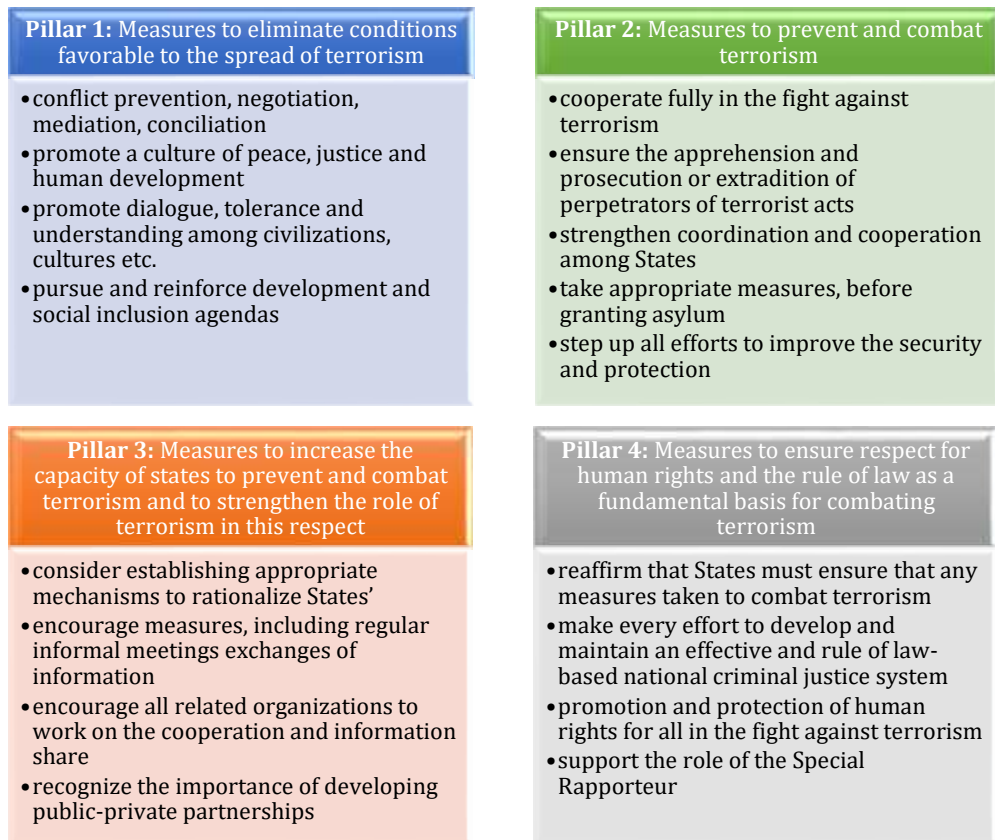 Pillar 1: Measures to eliminate conditions
favorable to the spread of terrorism
•conflict prevention, negotiation,
mediation, conciliation
•promote a culture of peace, justice and
human development
•promote dialogue, tolerance and
understanding among civilizations,
cultures etc.
•pursue and reinforce development and
social inclusion agendas
Pillar 2: Measures to prevent and combat
terrorism
•cooperate fully in the fight against
terrorism
•ensure the apprehension and
prosecution or extradition of
perpetrators of terrorist acts
•strengthen coordination and cooperation
among States
•take appropriate measures, before
granting asylum
•step up all efforts to improve the security
and protection
Pillar 3: Measures to increase the
capacity of states to prevent and combat
terrorism and to strengthen the role of
terrorism in this respect
•consider establishing appropriate
mechanisms to rationalize States’
•encourage measures, including regular
informal meetings exchanges of
information
•encourage all related organizations to
work on the cooperation and information
share
•recognize the importance of developing
public-private partnerships
Pillar 4: Measures to ensure respect for
human rights and the rule of law as a
fundamental basis for combating
terrorism
•reaffirm that States must ensure that any
measures taken to combat terrorism
•make every effort to develop and
maintain an effective and rule of law-
based national criminal justice system
•promotion and protection of human
rights for all in the fight against terrorism
•support the role of the Special
Rapporteur